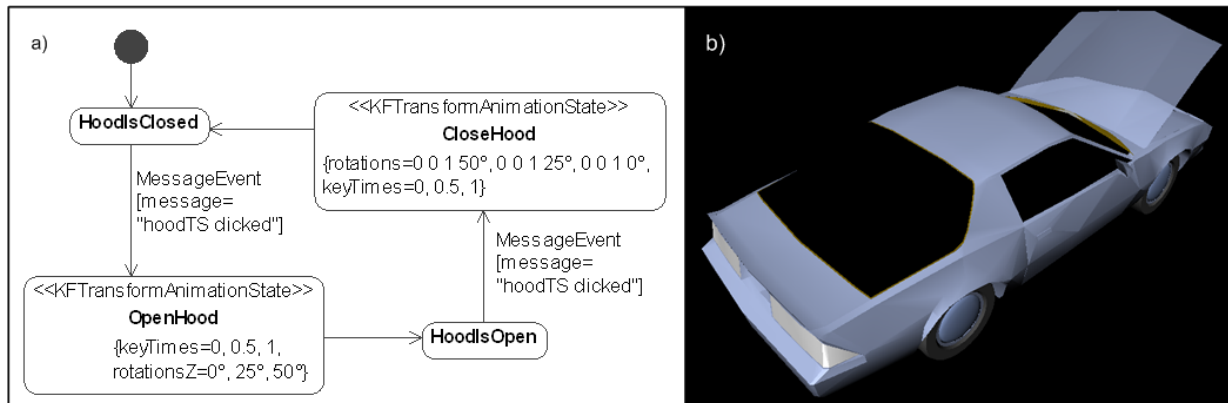 a)
HoodIsClosed
<<KFTransformAnimationState>>
CloseHood
{rotations=0 0 1 50°, 0 0 1 25°, 0 0 1 0°,
keyTimes=0, 0.5, 1}
MessageEvent
[message=
"hoodTS clicked"]
MessageEvent
[message=
"hoodTS clicked"]
<<KFTransformAnimationState>>
OpenHood
{keyTimes=0, 0.5, 1,
rotationsZ=0°, 25°, 50°}
HoodIsOpen
b)